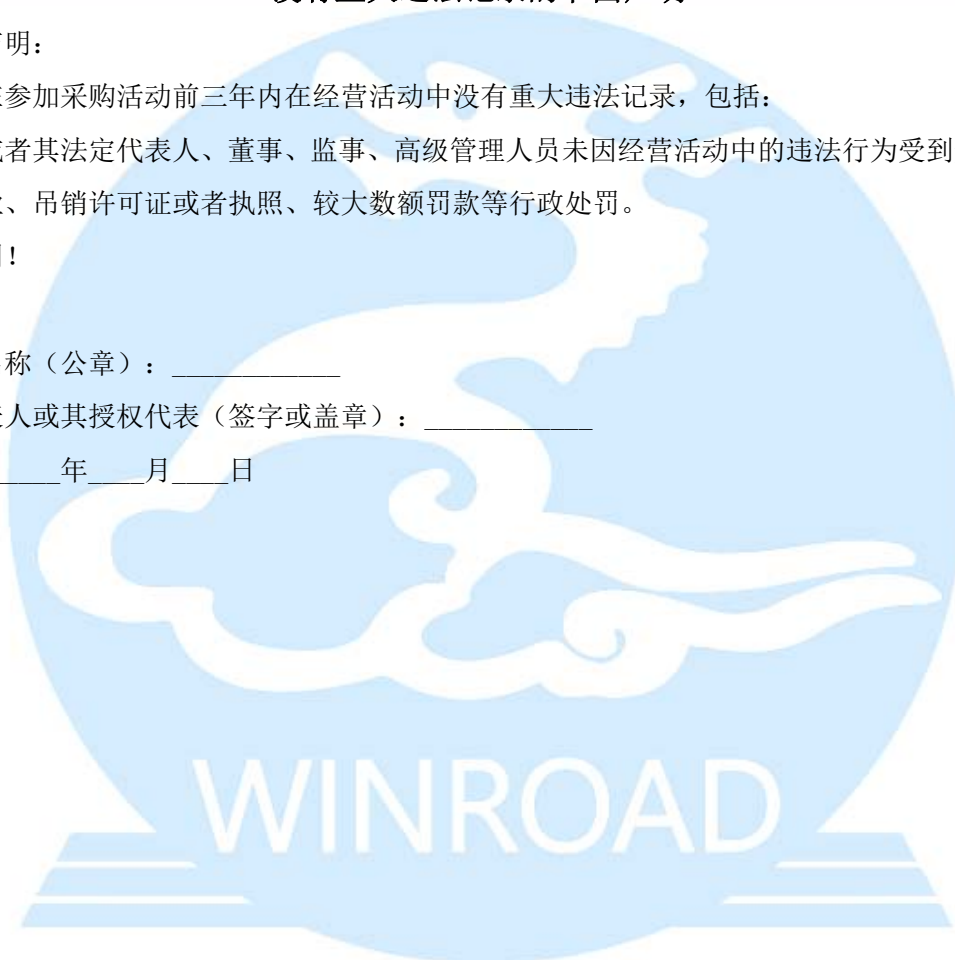 明：
参加采购活动前三年内在经营活动中没有重大违法记录，包括：
者其法定代表人、董事、监事、高级管理人员未因经营活动中的违法行为受到
、吊销许可证或者执照、较大数额罚款等行政处罚。
！
称（公章）：____________
人或其授权代表（签字或盖章）：____________
____年____月____日
WINROAD